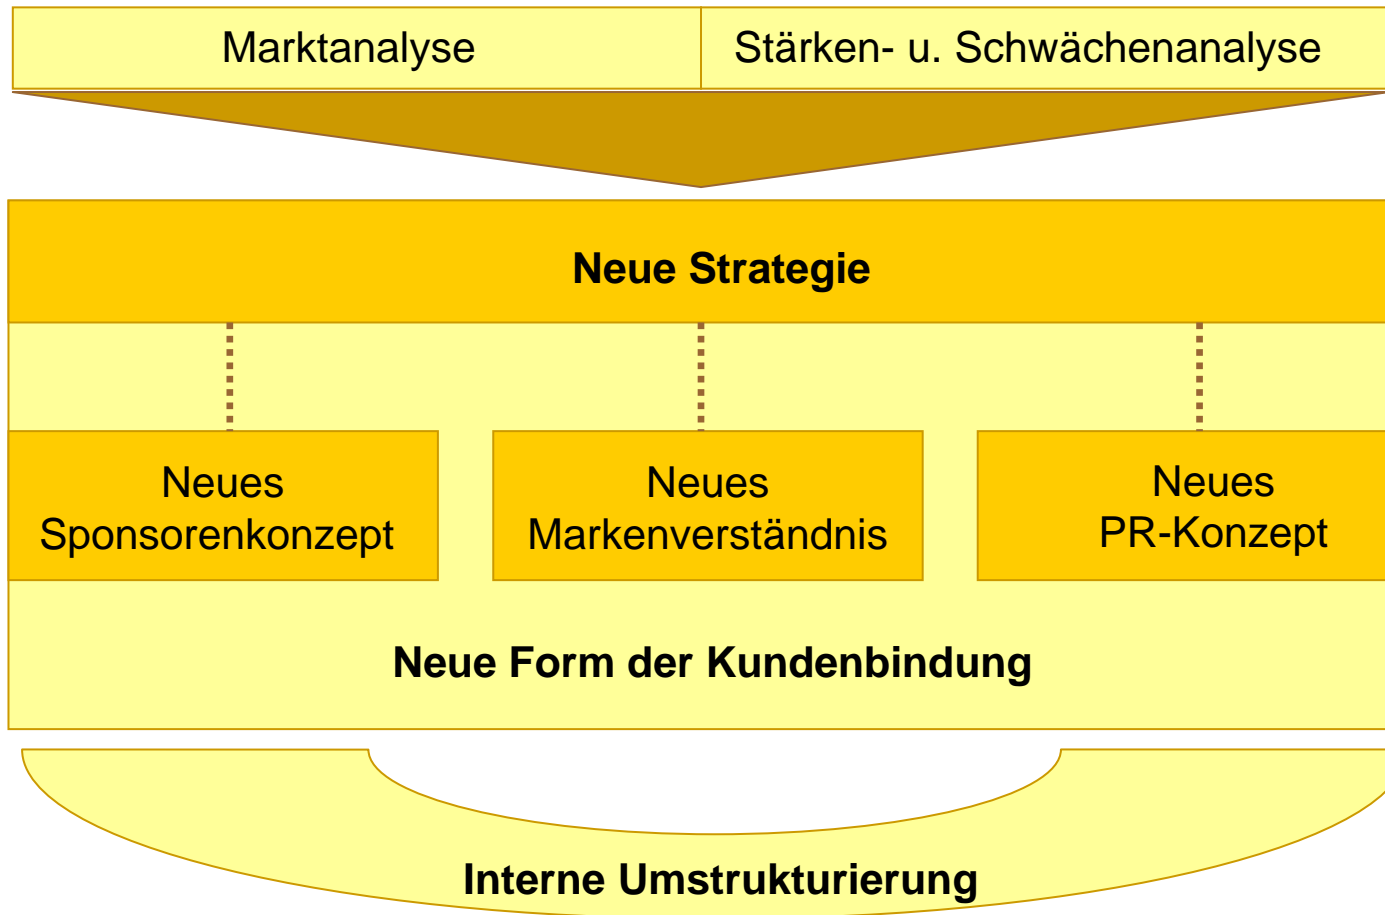 Marktanalyse
Stärken- u. Schwächenanalyse
Neue Strategie
Neues
Sponsorenkonzept
Neues
Markenverständnis
Neues
PR-Konzept
Neue Form der Kundenbindung
Interne Umstrukturierung